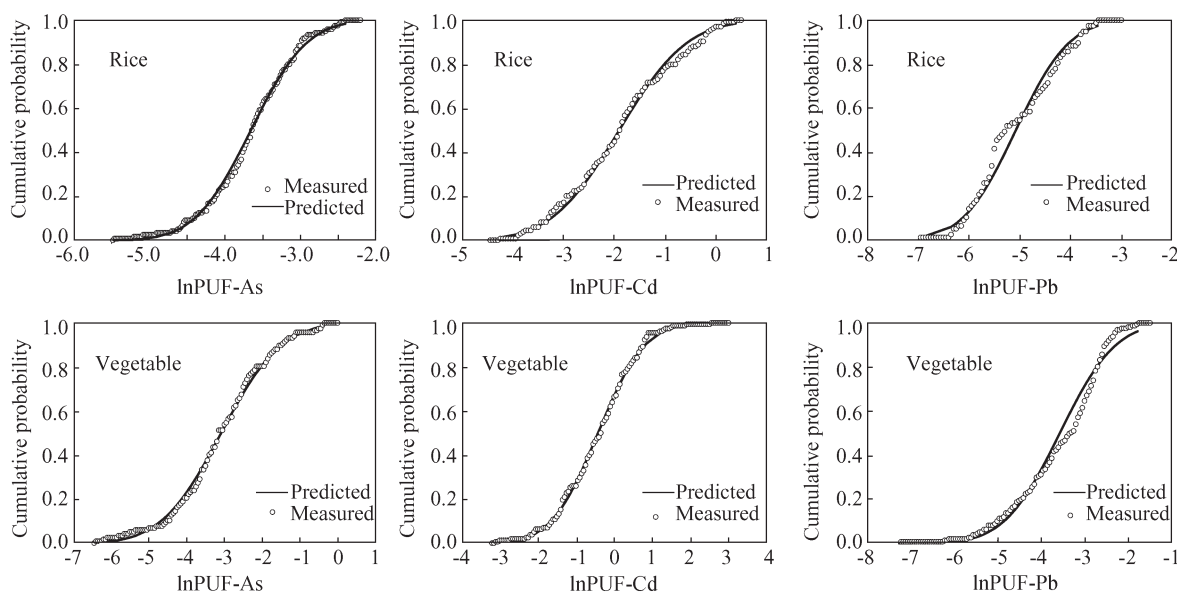 Cumulative probability
1.0
0.8
0.6
0.4
0.2
0.0
Rice
Measured
Predicted
-6.0 -5.0 -4.0 -3.0 -2.0
lnPUF-As
Cumulative probability
1.0
0.8
0.6
0.4
0.2
0.0
Rice
Predicted
Measured
-5 -4 -3 -2 -1 0 1
lnPUF-Cd
Cumulative probability
1.0
0.8
0.6
0.4
0.2
0.0
Rice
Predicted
Measured
-8 -7 -6 -5 -4 -3 -2
lnPUF-Pb
Cumulative probability
1.0
0.8
0.6
0.4
0.2
0.0
Vegetable
Predicted
Measured
-7 -6 -5 -4 -3 -2 -1 0 1
lnPUF-As
Cumulative probability
1.0
0.8
0.6
0.4
0.2
0.0
Vegetable
Predicted
Measured
-4 -3 -2 -1 0 1 2 3 4
lnPUF-Cd
Cumulative probability
1.0
0.8
0.6
0.4
0.2
0.0
Vegetable
Predicted
Measured
-8 -7 -6 -5 -4 -3 -2 -1
lnPUF-Pb